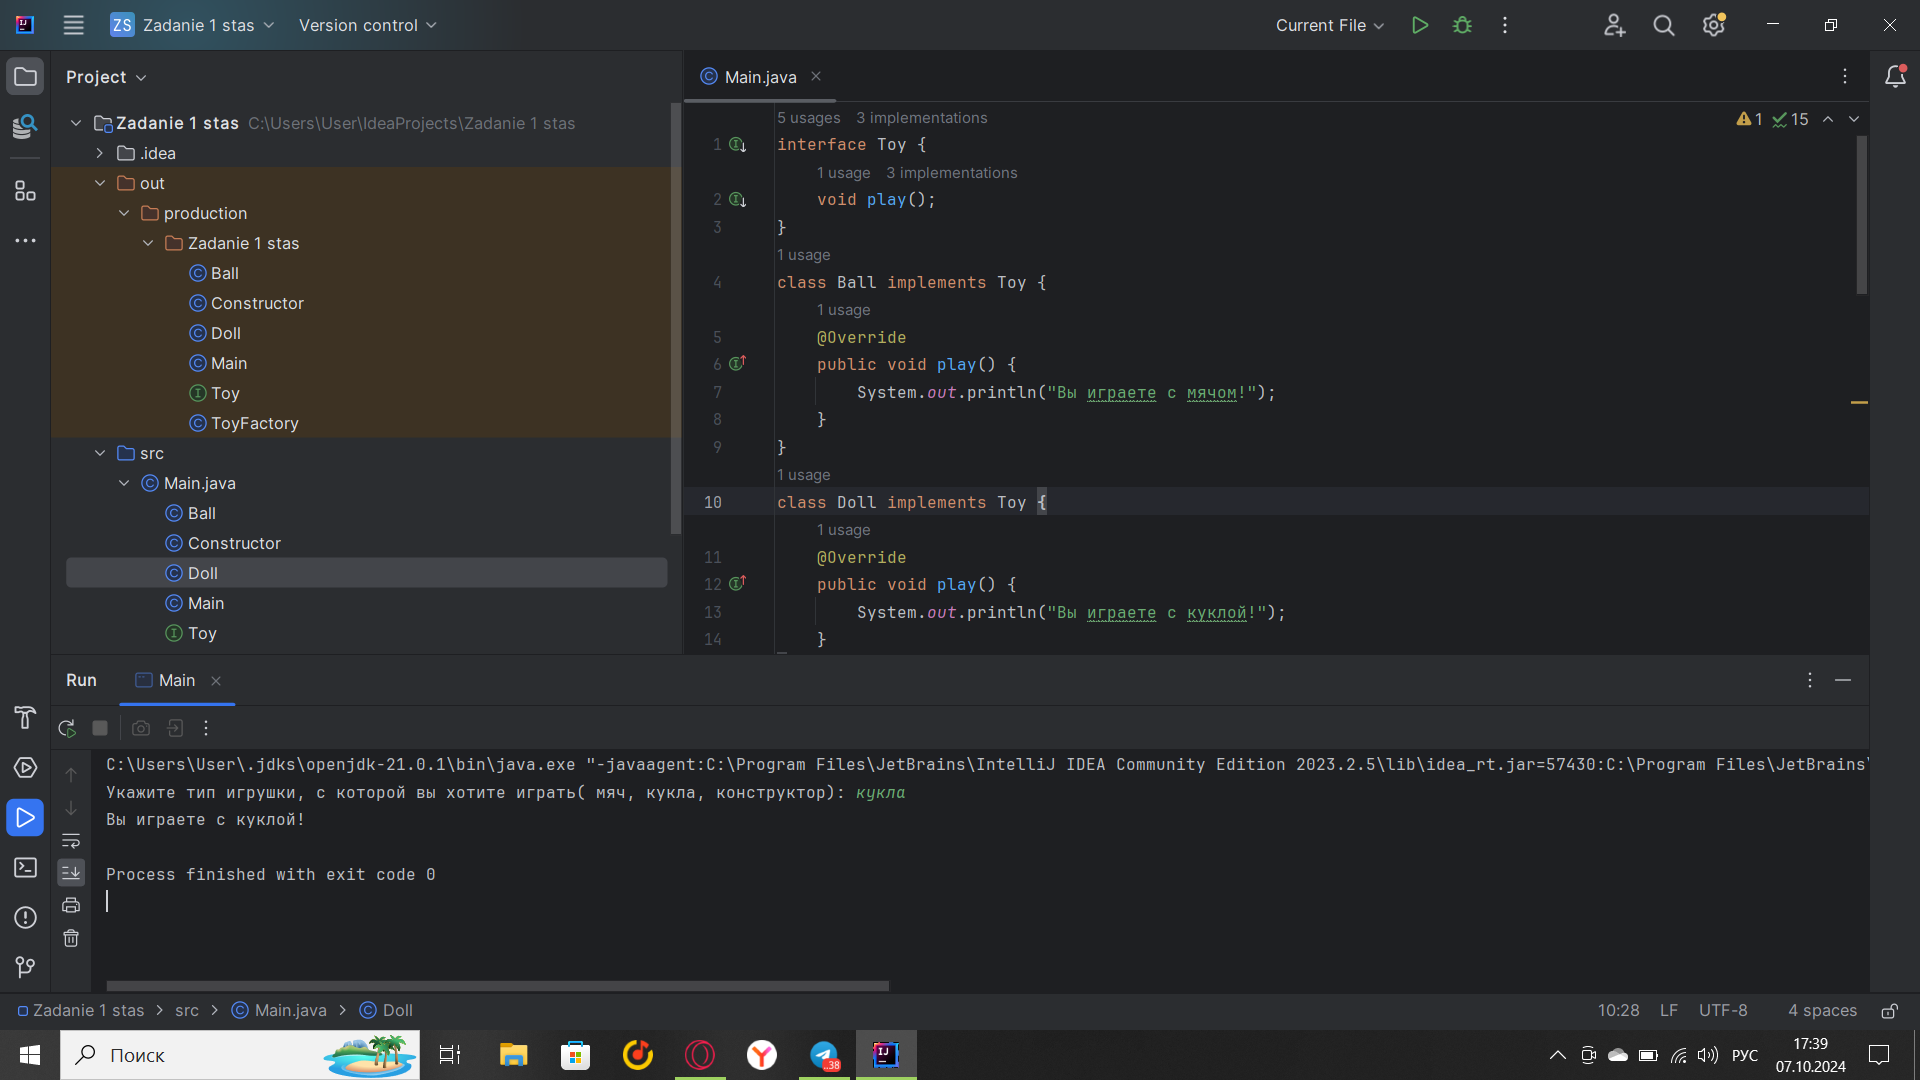 ZS Zadanie 1 stas Version control Current File
Project
Main.java
Zadanie 1 stas C:\Users\User\IdeaProjects\Zadanie 1 stas
.idea
out
production
Zadanie 1 stas
Ball
Constructor
Doll
Main
Toy
ToyFactory
src
Main.java
Ball
Constructor
Doll
Main
Toy
5 usages 3 implementations
1 15
1 interface Toy {
1 usage 3 implementations
2 void play();
3 }
1 usage
4 class Ball implements Toy {
1 usage
5 @Override
6 public void play() {
7 System.out.println("Вы играете с мячом!");
8 }
9 }
1 usage
10 class Doll implements Toy {
1 usage
11 @Override
12 public void play() {
13 System.out.println("Вы играете с куклой!");
14 }
Run Main
C:\Users\User\.jdks\openjdk-21.0.1\bin\java.exe "-javaagent:C:\Program Files\JetBrains\IntelliJ IDEA Community Edition 2023.2.5\lib\idea_rt.jar=57430:C:\Program Files\JetBrains\
Укажите тип игрушки, с которой вы хотите играть( мяч, кукла, конструктор): кукла
Вы играете с куклой!
Process finished with exit code 0
Zadanie 1 stas > src > Main.java > Doll
10:28 LF UTF-8 4 spaces
Поиск
РУС
17:39
07.10.2024